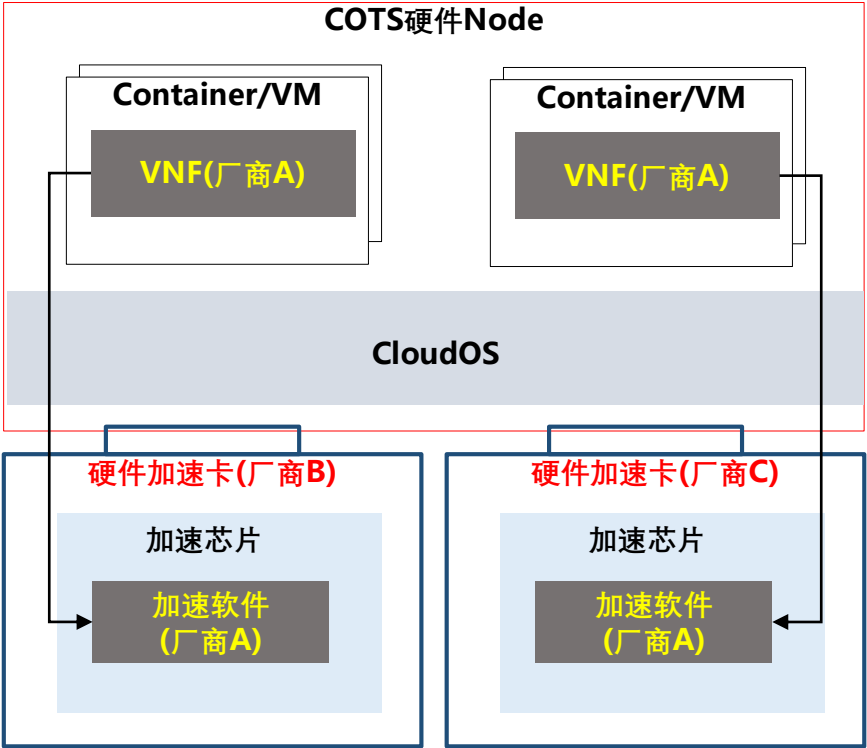 COTS硬件Node
Container/VM
VNF(厂商A)
Container/VM
VNF(厂商A)
CloudOS
硬件加速卡(厂商B)
加速芯片
加速软件
(厂商A)
硬件加速卡(厂商C)
加速芯片
加速软件
(厂商A)